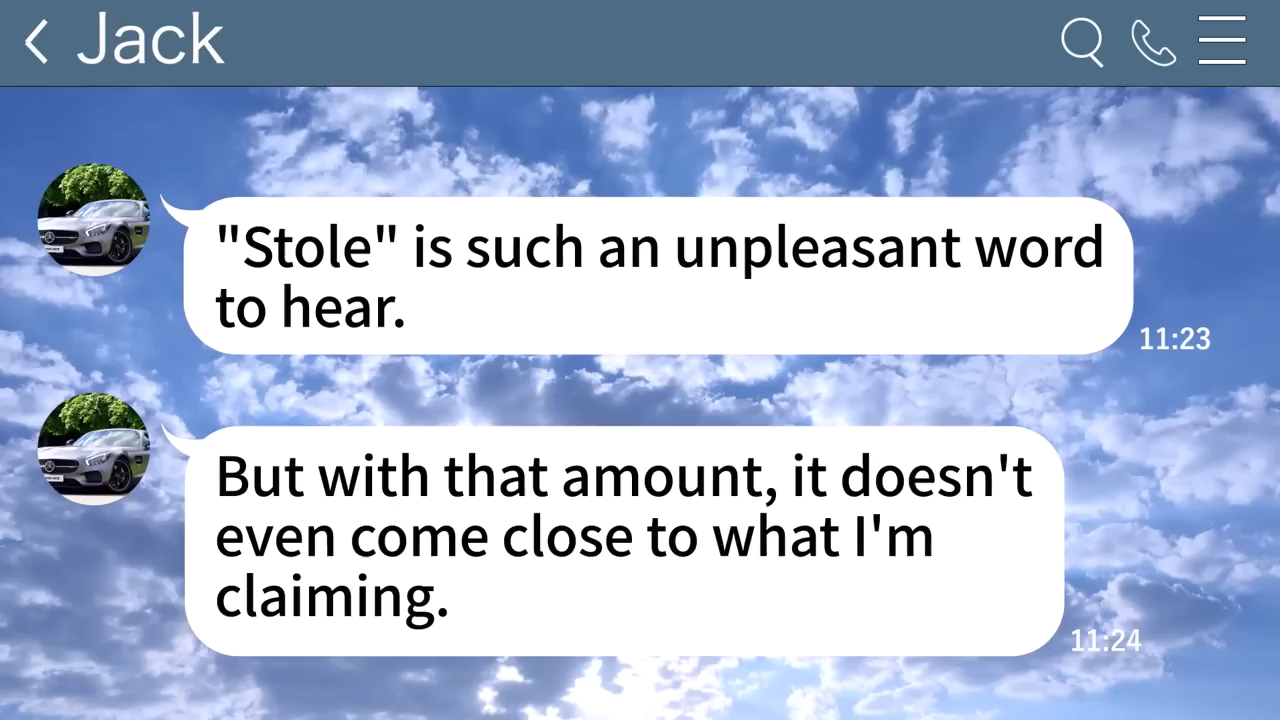 Jack
"Stole" is such an unpleasant word
to hear.
11:23
But with that amount, it doesn't
even come close to what I'm
claiming.
11:24